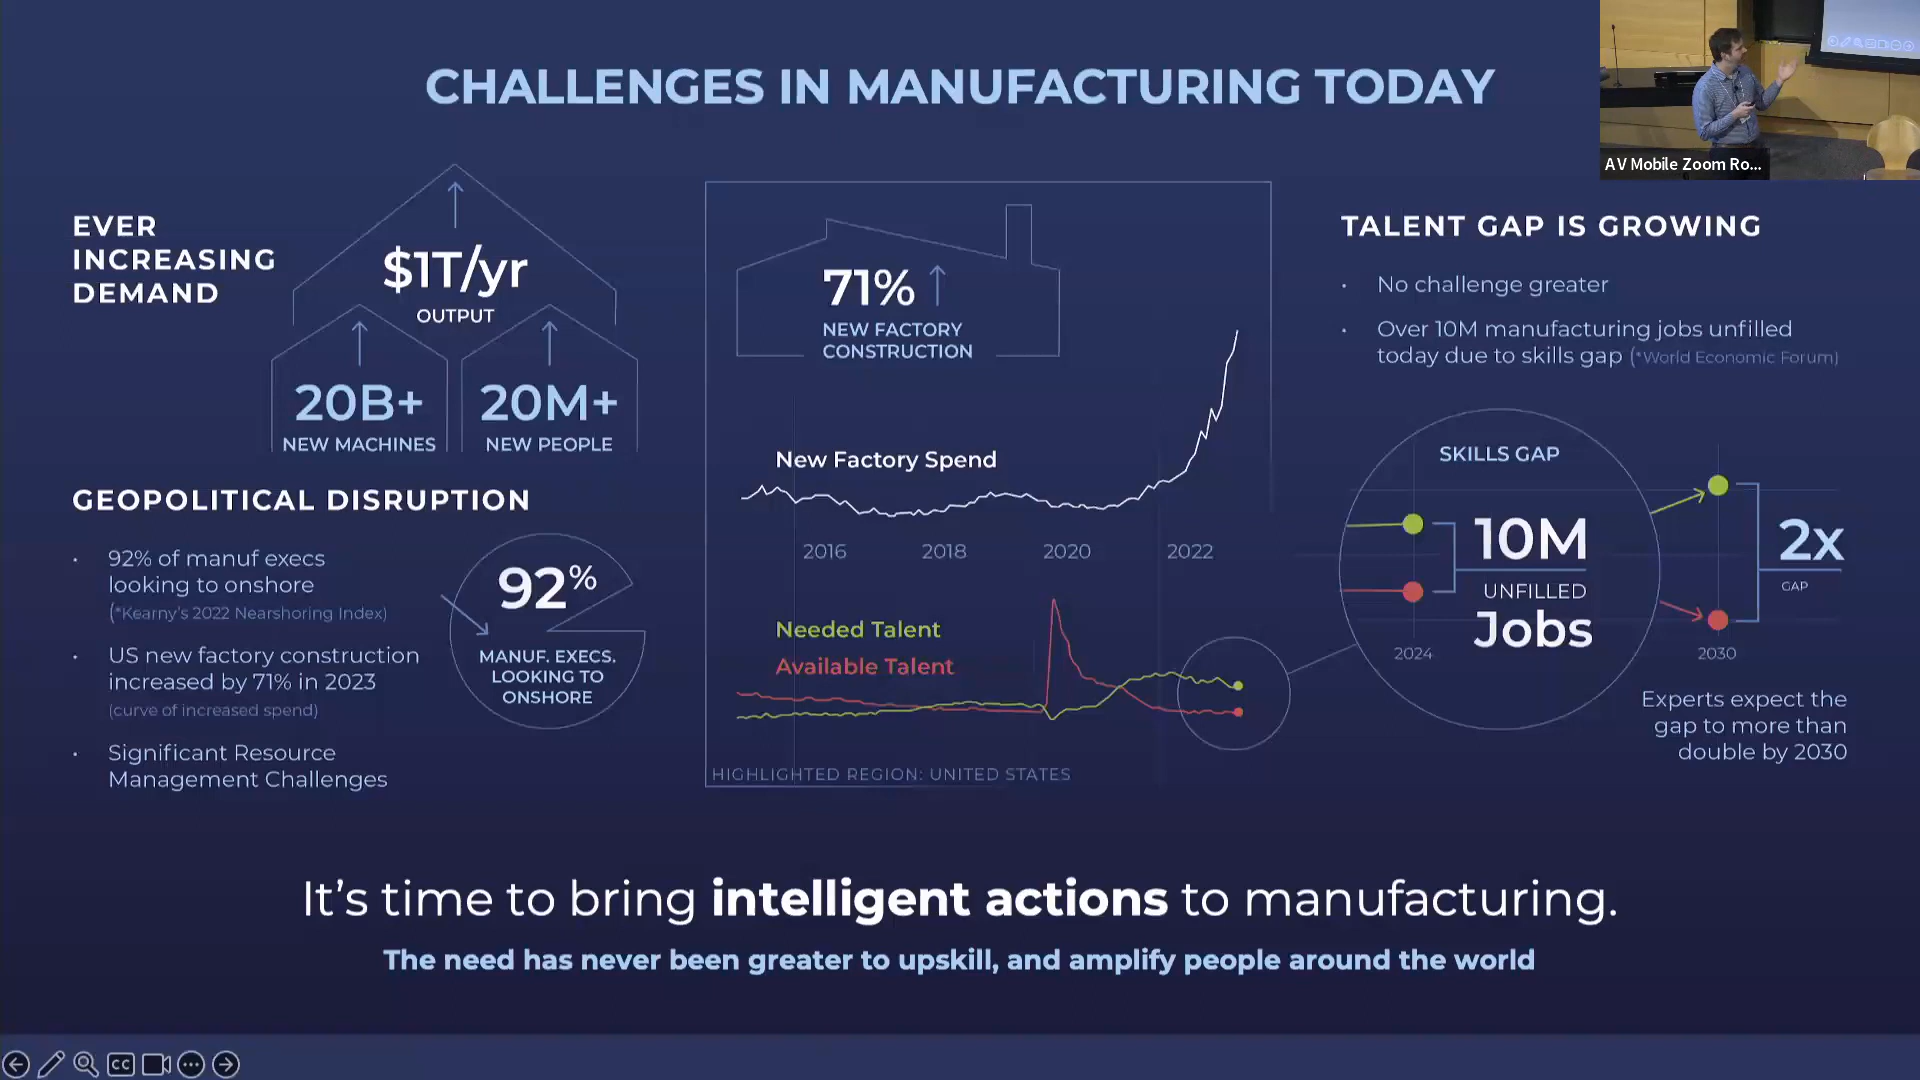 CHALLENGES IN MANUFACTURING TODAY
AV Mobile Zoom Ro...
EVER
INCREASING
DEMAND
$1T/yr
OUTPUT
20B+
NEW MACHINES
20M+
NEW PEOPLE
GEOPOLITICAL DISRUPTION
• 92% of manuf execs
looking to onshore
(*Kearny's 2022 Nearshoring Index)
• US new factory construction
increased by 71% in 2023
(curve of increased spend)
• Significant Resource
Management Challenges
92%
MANUF. EXECS.
LOOKING TO
ONSHORE
71%
NEW FACTORY
CONSTRUCTION
New Factory Spend
2016 2018 2020 2022
Needed Talent
Available Talent
HIGHLIGHTED REGION: UNITED STATES
TALENT GAP IS GROWING
• No challenge greater
• Over 10M manufacturing jobs unfilled
today due to skills gap (*World Economic Forum)
SKILLS GAP
10M
UNFILLED
Jobs
2024
2x
GAP
2030
Experts expect the
gap to more than
double by 2030
It's time to bring intelligent actions to manufacturing.
The need has never been greater to upskill, and amplify people around the world
CC